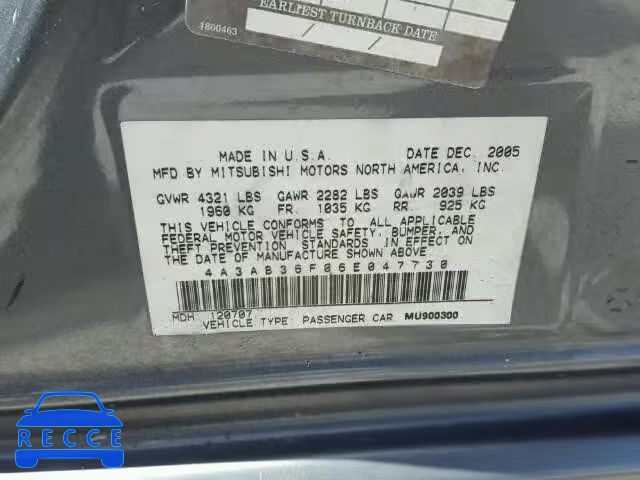 EARLIEST TURNBACK DATE
1800463
/ / /
MADE IN U.S.A. DATE DEC. 2005
MFD BY MITSUBISHI MOTORS NORTH AMERICA, INC.
GVWR 4321 LBS GAWR 2282 LBS GAWR 2039 LBS
1960 KG FR. 1035 KG RR. 925 KG
THIS VEHICLE CONFORMS TO ALL APPLICABLE
FEDERAL MOTOR VEHICLE SAFETY, BUMPER, AND
THEFT PREVENTION STANDARDS IN EFFECT ON
THE DATE OF MANUFACTURE SHOWN ABOVE.
4A3AB36F06E047730
MDH 120707
VEHICLE TYPE PASSENGER CAR MU900300
RECCE